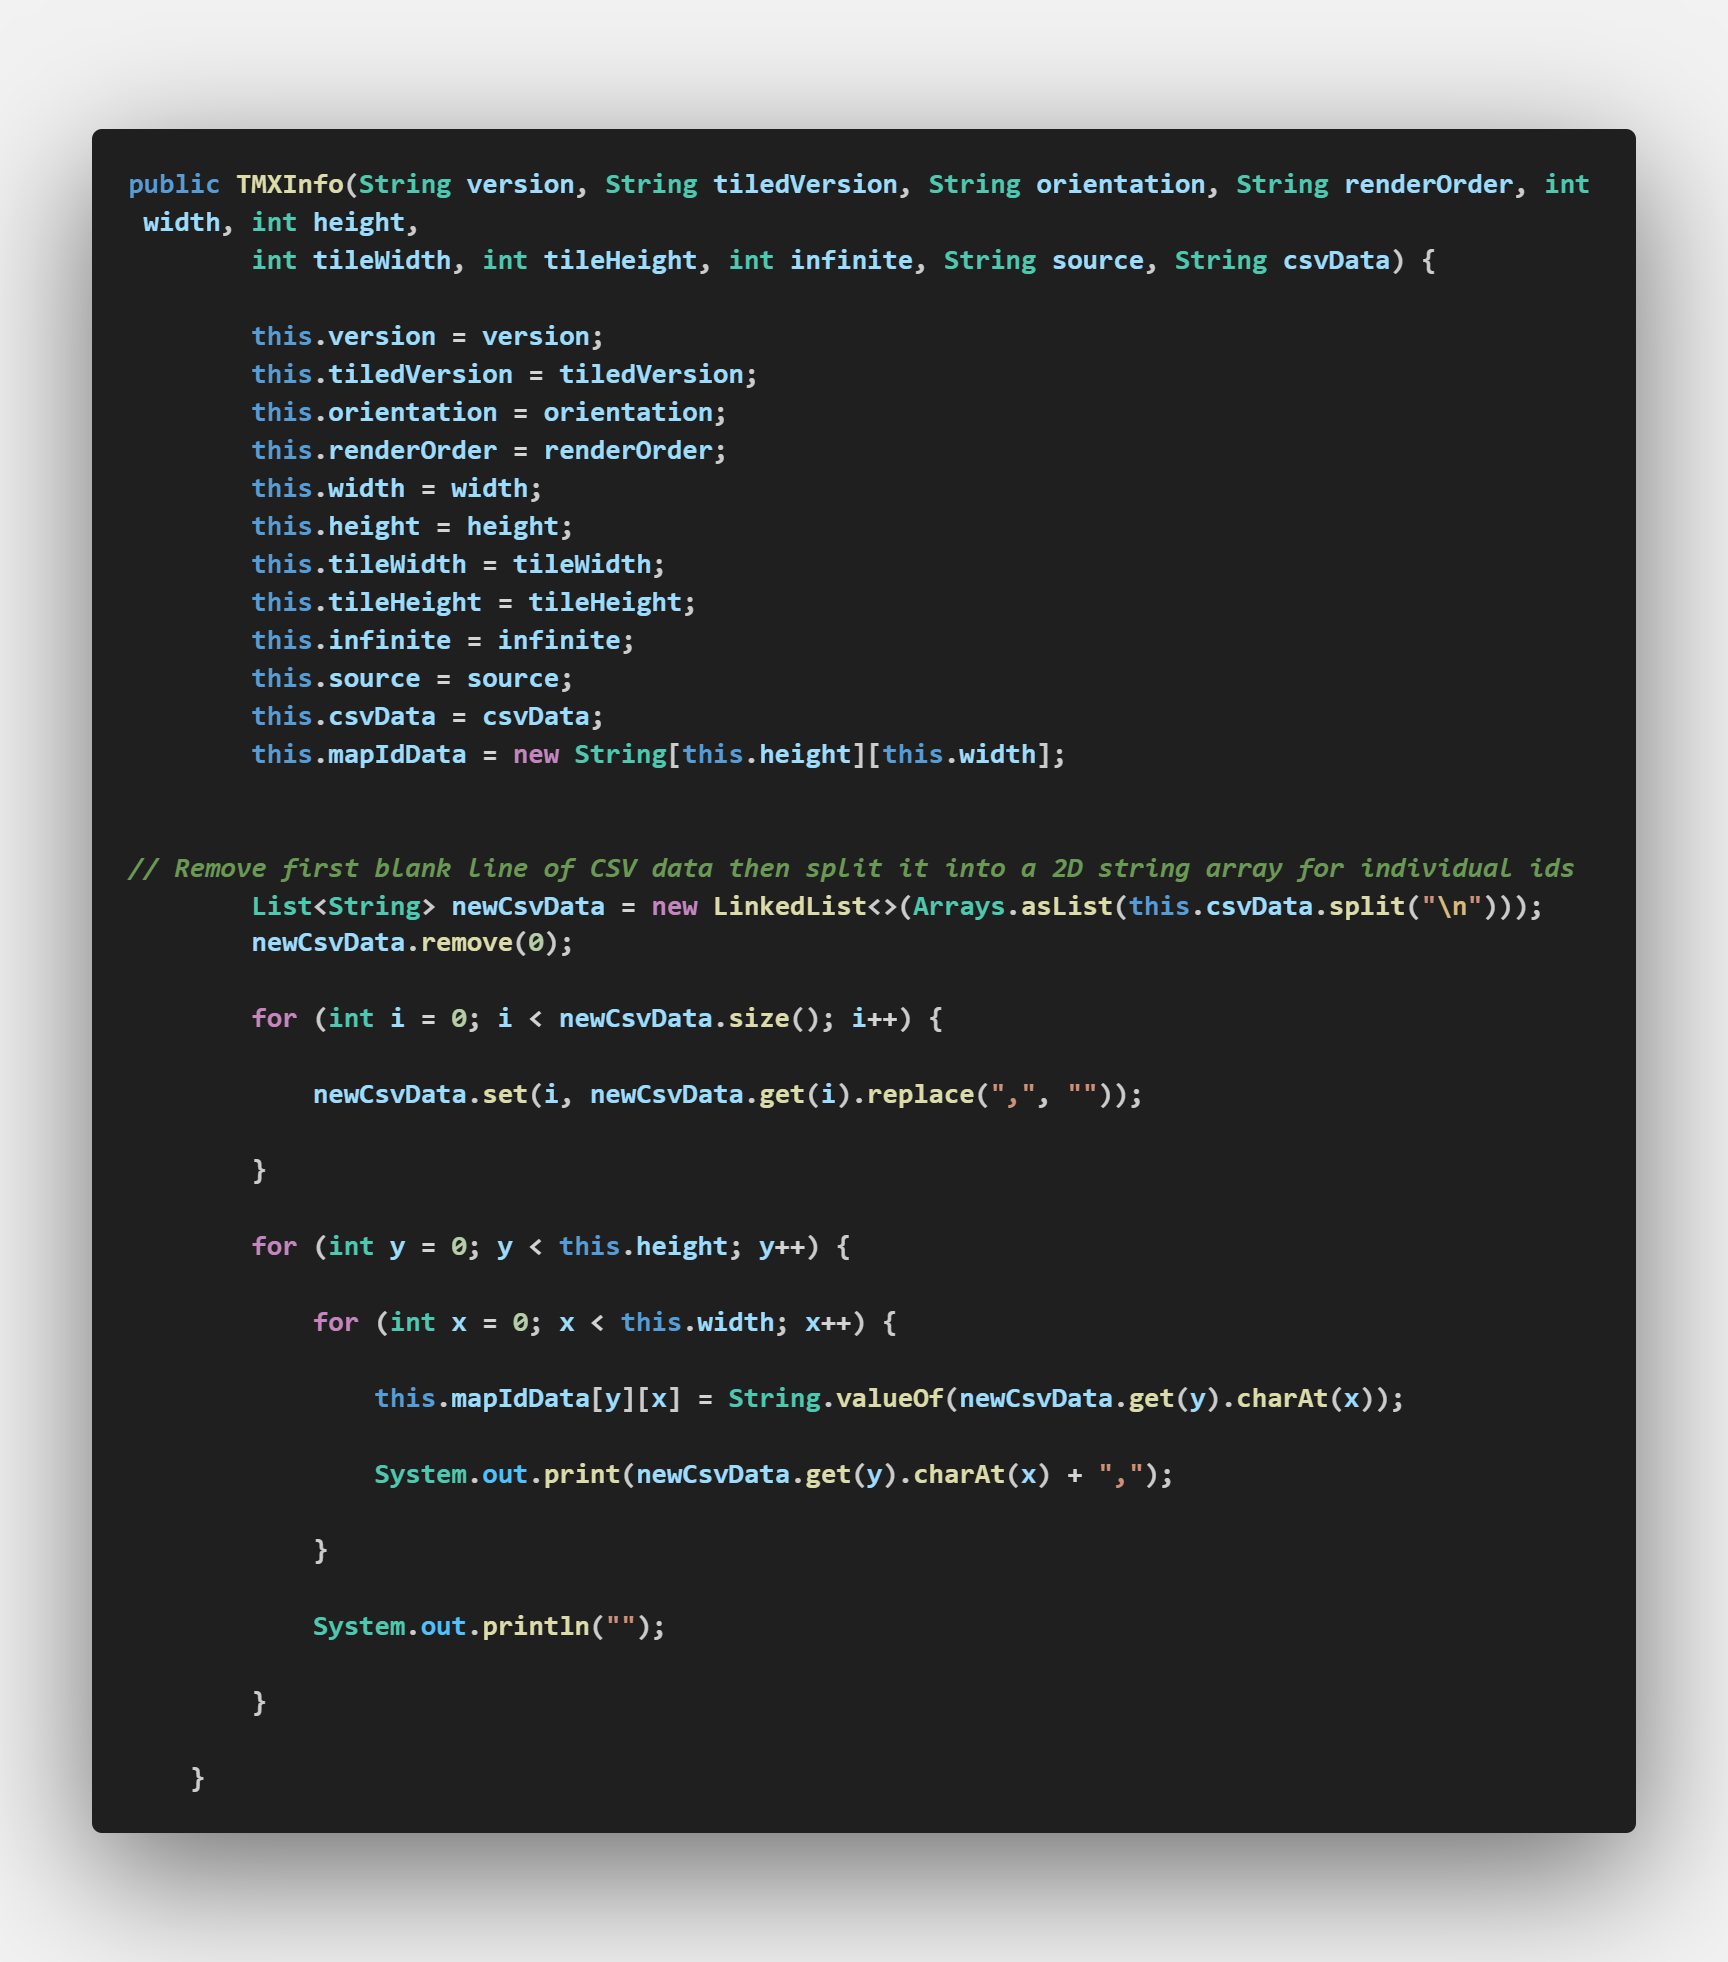 public TMXInfo(String version, String tiledVersion, String orientation, String renderOrder, int
 width, int height,
        int tileWidth, int tileHeight, int infinite, String source, String csvData) {

        this.version = version;
        this.tiledVersion = tiledVersion;
        this.orientation = orientation;
        this.renderOrder = renderOrder;
        this.width = width;
        this.height = height;
        this.tileWidth = tileWidth;
        this.tileHeight = tileHeight;
        this.infinite = infinite;
        this.source = source;
        this.csvData = csvData;
        this.mapIdData = new String[this.height][this.width];

// Remove first blank line of CSV data then split it into a 2D string array for individual ids
        List<String> newCsvData = new LinkedList<>(Arrays.asList(this.csvData.split("\n")));
        newCsvData.remove(0);

        for (int i = 0; i < newCsvData.size(); i++) {

            newCsvData.set(i, newCsvData.get(i).replace(",", ""));

        }

        for (int y = 0; y < this.height; y++) {

            for (int x = 0; x < this.width; x++) {

                this.mapIdData[y][x] = String.valueOf(newCsvData.get(y).charAt(x));

                System.out.print(newCsvData.get(y).charAt(x) + ",");

            }

            System.out.println("");

        }

    }